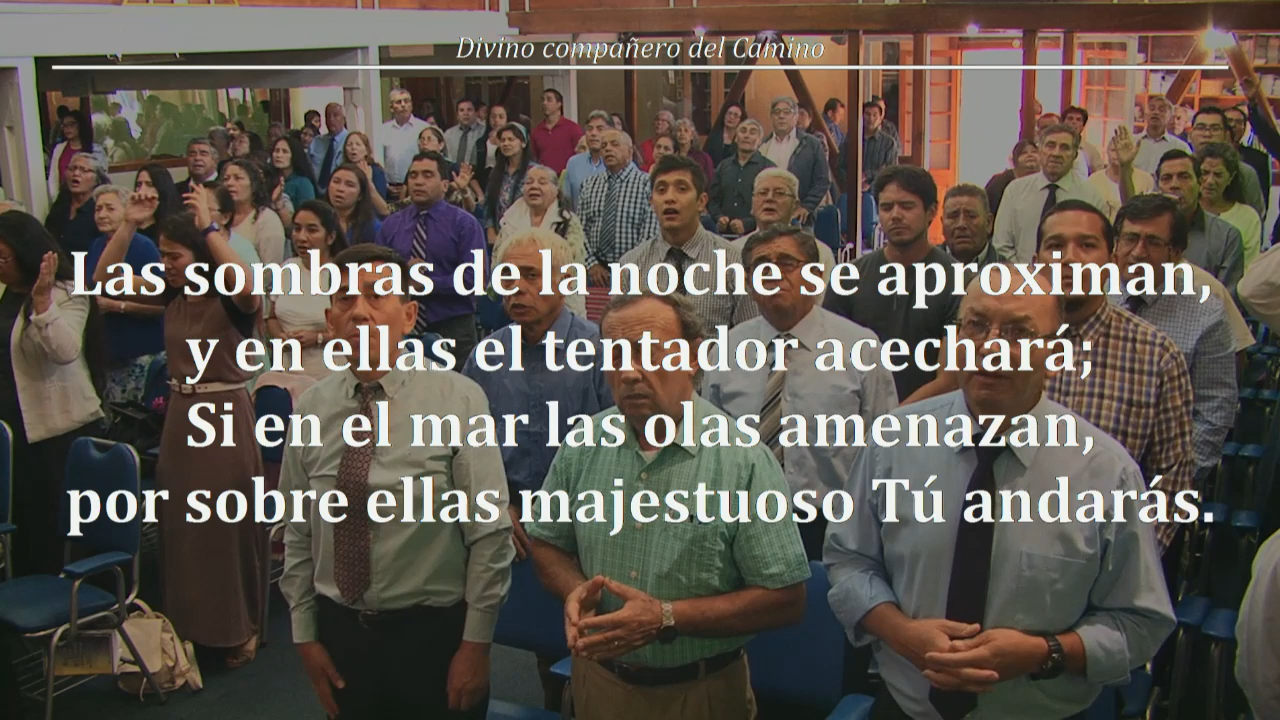 Divino compañero del Camino
Las sombras de la noche se aproximan,
y en ellas el tentador acechará;
Si en el mar las olas amenazan,
por sobre ellas majestuoso Tú andarás.